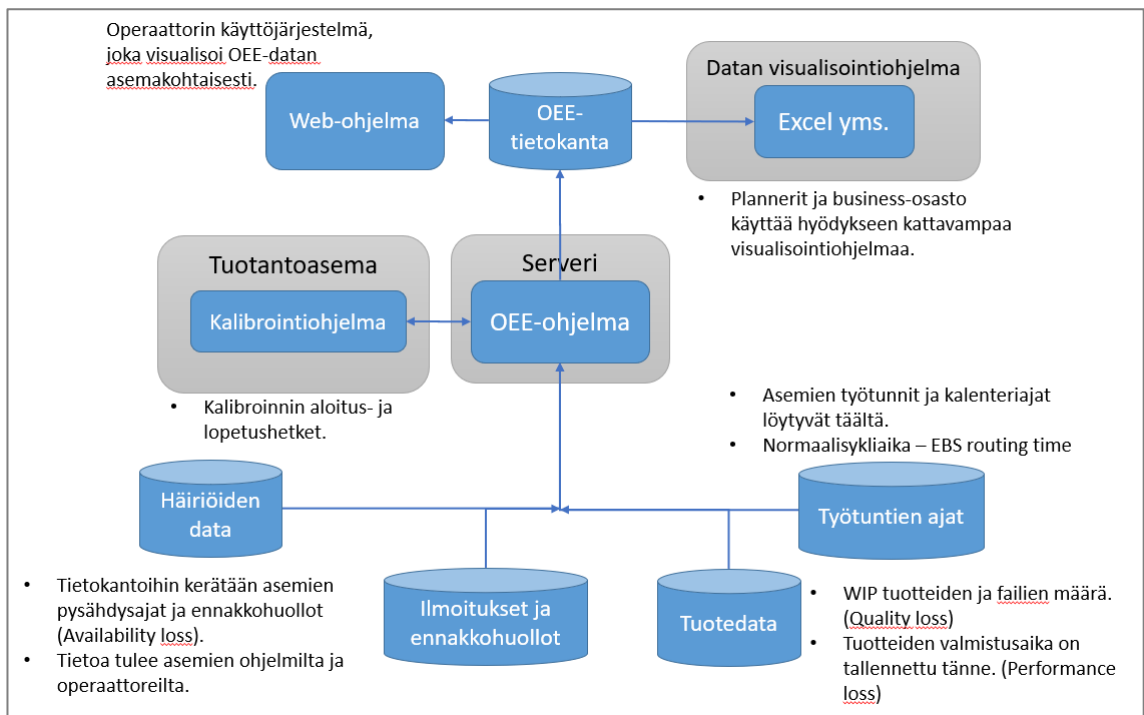 Operaattorin käyttöjärjestelmä,
joka visualisoi OEE-datan
asemakohtaisesti.
Web-ohjelma
OEE-
tietokanta
Datan visualisointiohjelma
Excel yms.
• Plannerit ja business-osasto
käyttää hyödykseen kattavampaa
visualisointiohjelmaa.
Tuotantoasema
Kalibrointiohjelma
Serveri
OEE-ohjelma
• Kalibroinnin aloitus- ja
lopetushetket.
• Asemien työtunnit ja kalenteriajat
löytyvät täältä.
• Normaalisykliaika – EBS routing time
Häiriöiden
data
Työtuntien ajat
• Tietokantoihin kerätään asemien
pysähdysajat ja ennakkohuollot
(Availability loss).
• Tietoa tulee asemien ohjelmilta ja
operaattoreilta.
Ilmoitukset ja
ennakkohuollot
Tuotedata
• WIP tuotteiden ja failien määrä.
(Quality loss)
• Tuotteiden valmistusaika on
tallennettu tänne. (Performance
loss)